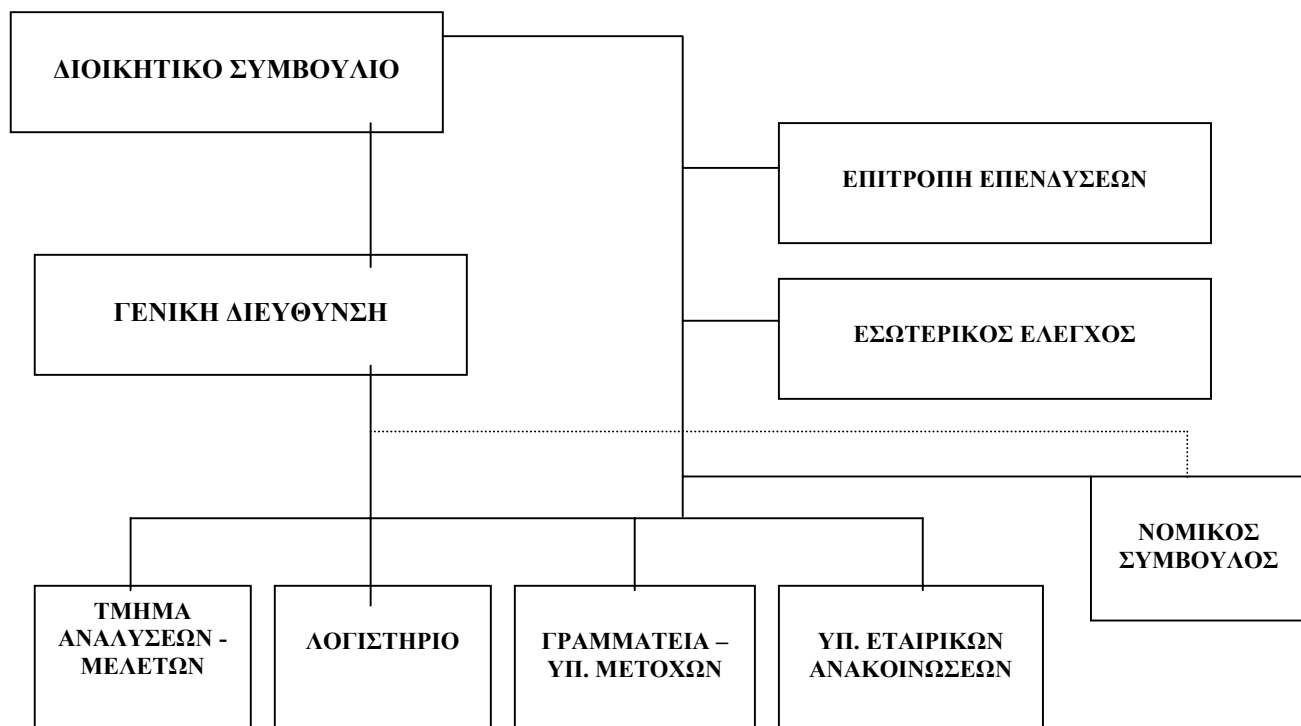 ΔΙΟΙΚΗΤΙΚΟ ΣΥΜΒΟΥΛΙΟ
ΕΠΙΤΡΟΠΗ ΕΠΕΝΔΥΣΕΩΝ
ΓΕΝΙΚΗ ΔΙΕΥΘΥΝΣΗ
ΕΣΩΤΕΡΙΚΟΣ ΕΛΕΓΧΟΣ
ΝΟΜΙΚΟΣ
ΣΥΜΒΟΥΛΟΣ
ΤΜΗΜΑ
ΑΝΑΛΥΣΕΩΝ -
ΜΕΛΕΤΩΝ
ΛΟΓΙΣΤΗΡΙΟ
ΓΡΑΜΜΑΤΕΙΑ –
ΥΠ. ΜΕΤΟΧΩΝ
ΥΠ. ΕΤΑΙΡΙΚΩΝ
ΑΝΑΚΟΙΝΩΣΕΩΝ